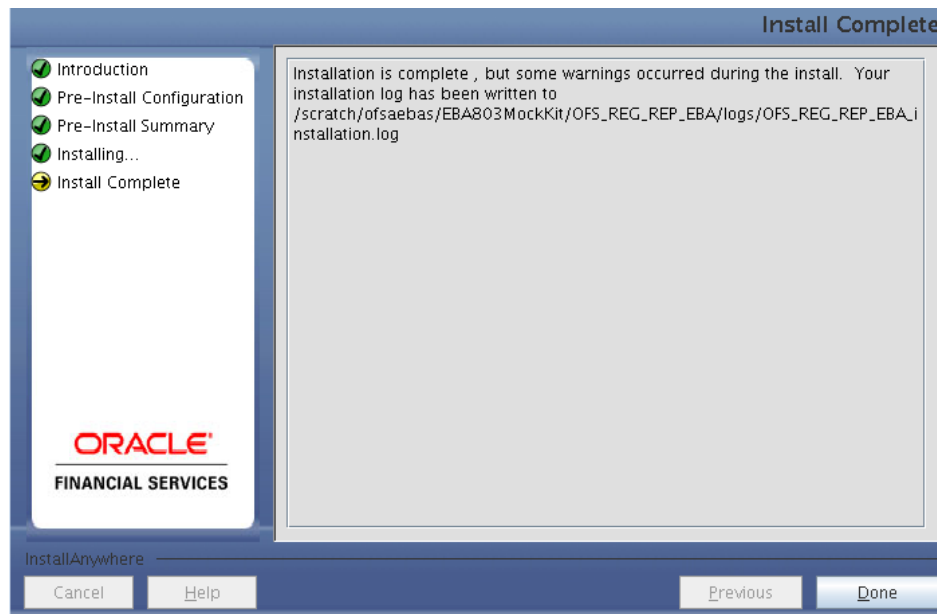 Install Complete
Introduction
Pre-Install Configuration
Pre-Install Summary
Installing...
Install Complete
Installation is complete , but some warnings occurred during the install.  Your
installation log has been written to
/scratch/ofsaebas/EBA803MockKit/OFS_REG_REP_EBA/logs/OFS_REG_REP_EBA_i
nstallation.log
ORACLE
FINANCIAL SERVICES
InstallAnywhere
Cancel
Help
Previous
Done